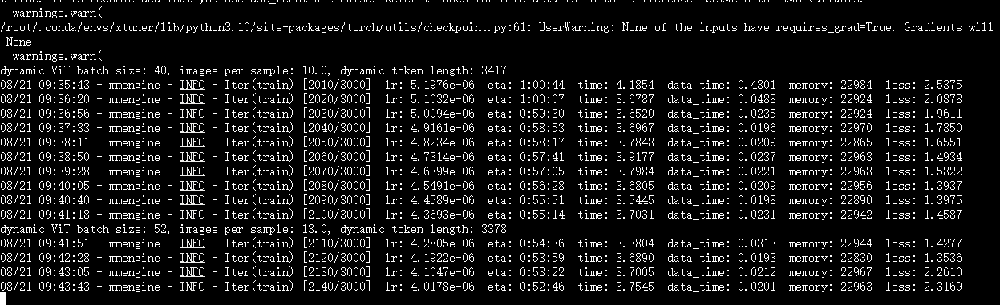 t True. It is recommended that you use use_reentrant=False. Refer to docs for more details on the differences between the two variants.
  warnings.warn(
/root/.conda/envs/xtuner/lib/python3.10/site-packages/torch/utils/checkpoint.py:61: UserWarning: None of the inputs have requires_grad=True. Gradients will
 None
  warnings.warn(
dynamic ViT batch size: 40, images per sample: 10.0, dynamic token length: 3417
08/21 09:35:43 - mmengine - INFO - Iter(train) [2010/3000]  lr: 5.1976e-06  eta: 1:00:44  time: 4.1854  data_time: 0.4801  memory: 22984  loss: 2.5375
08/21 09:36:20 - mmengine - INFO - Iter(train) [2020/3000]  lr: 5.1032e-06  eta: 1:00:07  time: 3.6787  data_time: 0.0488  memory: 22924  loss: 2.0878
08/21 09:36:56 - mmengine - INFO - Iter(train) [2030/3000]  lr: 5.0094e-06  eta: 0:59:30  time: 3.6520  data_time: 0.0235  memory: 22924  loss: 1.9611
08/21 09:37:33 - mmengine - INFO - Iter(train) [2040/3000]  lr: 4.9161e-06  eta: 0:58:53  time: 3.6967  data_time: 0.0196  memory: 22970  loss: 1.7850
08/21 09:38:11 - mmengine - INFO - Iter(train) [2050/3000]  lr: 4.8234e-06  eta: 0:58:17  time: 3.7848  data_time: 0.0209  memory: 22865  loss: 1.6551
08/21 09:38:50 - mmengine - INFO - Iter(train) [2060/3000]  lr: 4.7314e-06  eta: 0:57:41  time: 3.9177  data_time: 0.0237  memory: 22963  loss: 1.4934
08/21 09:39:28 - mmengine - INFO - Iter(train) [2070/3000]  lr: 4.6399e-06  eta: 0:57:05  time: 3.7984  data_time: 0.0221  memory: 22968  loss: 1.5822
08/21 09:40:05 - mmengine - INFO - Iter(train) [2080/3000]  lr: 4.5491e-06  eta: 0:56:28  time: 3.6805  data_time: 0.0209  memory: 22956  loss: 1.3937
08/21 09:40:40 - mmengine - INFO - Iter(train) [2090/3000]  lr: 4.4589e-06  eta: 0:55:51  time: 3.5445  data_time: 0.0198  memory: 22890  loss: 1.3975
08/21 09:41:18 - mmengine - INFO - Iter(train) [2100/3000]  lr: 4.3693e-06  eta: 0:55:14  time: 3.7031  data_time: 0.0231  memory: 22942  loss: 1.4587
dynamic ViT batch size: 52, images per sample: 13.0, dynamic token length: 3378
08/21 09:41:51 - mmengine - INFO - Iter(train) [2110/3000]  lr: 4.2805e-06  eta: 0:54:36  time: 3.3804  data_time: 0.0313  memory: 22944  loss: 1.4277
08/21 09:42:28 - mmengine - INFO - Iter(train) [2120/3000]  lr: 4.1922e-06  eta: 0:53:59  time: 3.6890  data_time: 0.0193  memory: 22830  loss: 1.3536
08/21 09:43:05 - mmengine - INFO - Iter(train) [2130/3000]  lr: 4.1047e-06  eta: 0:53:22  time: 3.7005  data_time: 0.0212  memory: 22967  loss: 2.2610
08/21 09:43:43 - mmengine - INFO - Iter(train) [2140/3000]  lr: 4.0178e-06  eta: 0:52:46  time: 3.7545  data_time: 0.0201  memory: 22963  loss: 2.3169